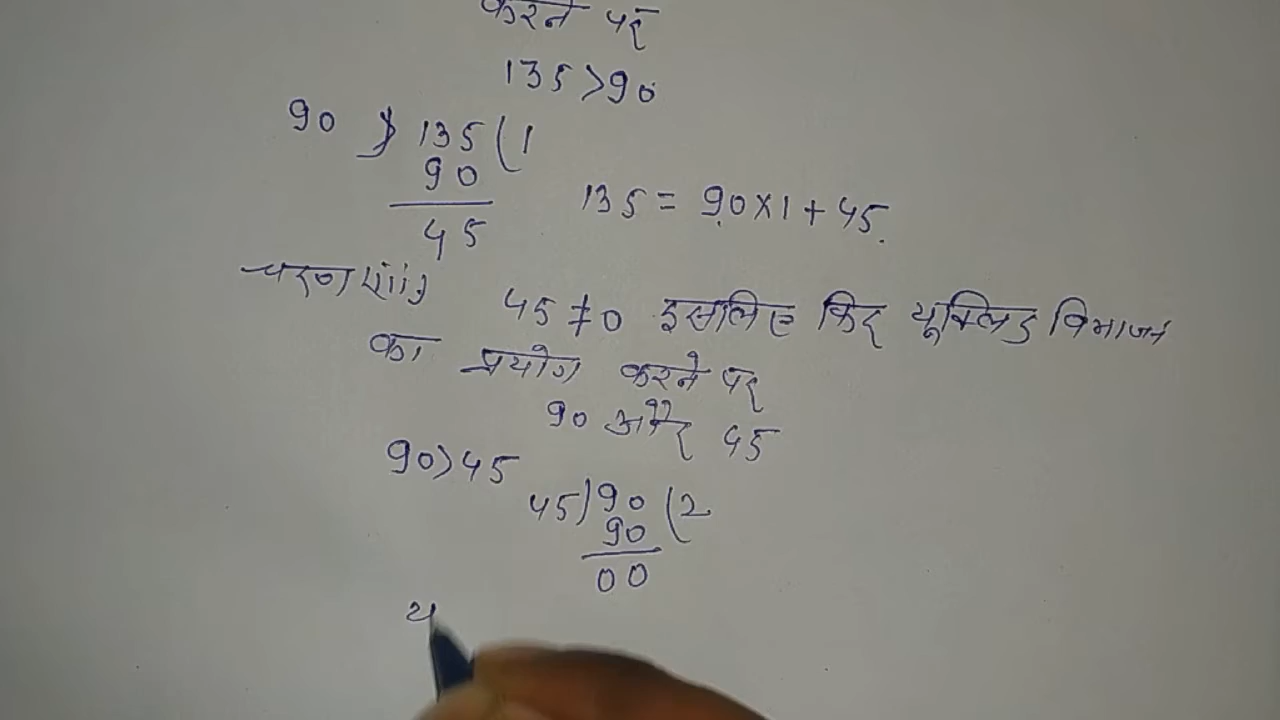 करने पर
135>90
90 ) 135 ( 1
90
45
135 = 90×1 + 45.
चरण (iii)
45 ≠ 0 इसलिए फिर यूक्लिड विभाजन
का प्रयोग करने पर
90 और 45
90>45
45 ) 90 ( 2
90
00
य